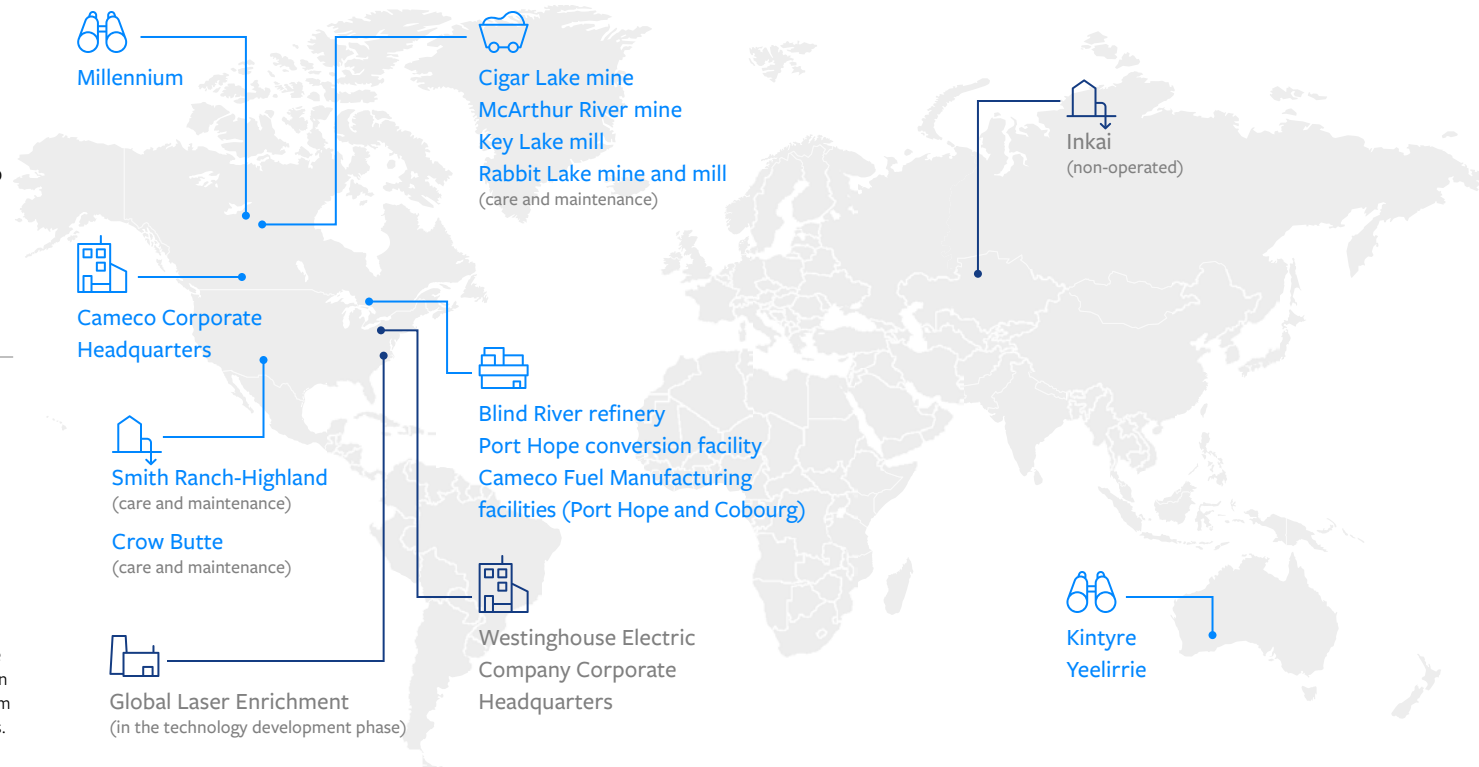 Millennium
Cigar Lake mine
McArthur River mine
Key Lake mill
Rabbit Lake mine and mill
(care and maintenance)
Inkai
(non-operated)
Cameco Corporate
Headquarters
Smith Ranch-Highland
(care and maintenance)
Crow Butte
(care and maintenance)
Blind River refinery
Port Hope conversion facility
Cameco Fuel Manufacturing
facilities (Port Hope and Cobourg)
Westinghouse Electric
Company Corporate
Headquarters
Global Laser Enrichment
(in the technology development phase)
Kintyre
Yeelirrie